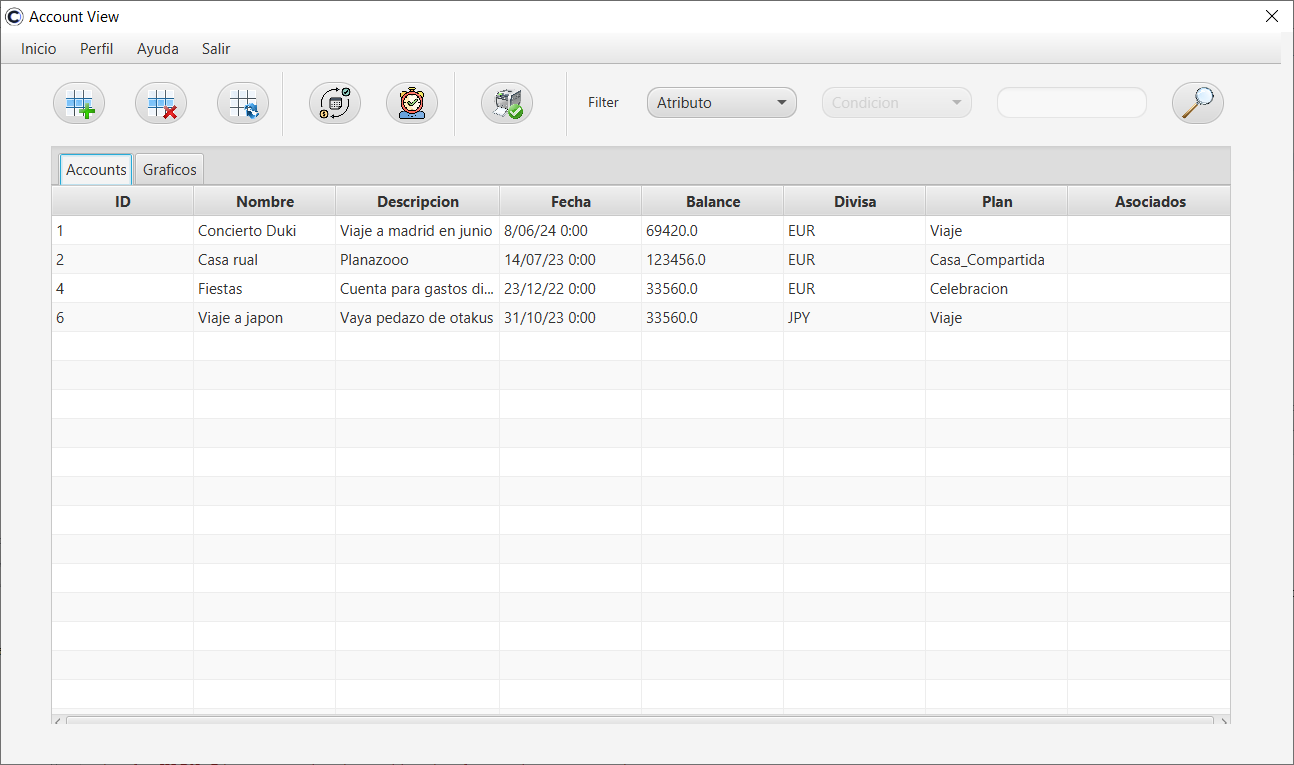 Account View
Inicio Perfil Ayuda Salir
Filter Atributo Condicion
Accounts Graficos
ID Nombre Descripcion Fecha Balance Divisa Plan Asociados
1 Concierto Duki Viaje a madrid en junio 8/06/24 0:00 69420.0 EUR Viaje
2 Casa rual Planazooo 14/07/23 0:00 123456.0 EUR Casa_Compartida
4 Fiestas Cuenta para gastos di... 23/12/22 0:00 33560.0 EUR Celebracion
6 Viaje a japon Vaya pedazo de otakus 31/10/23 0:00 33560.0 JPY Viaje